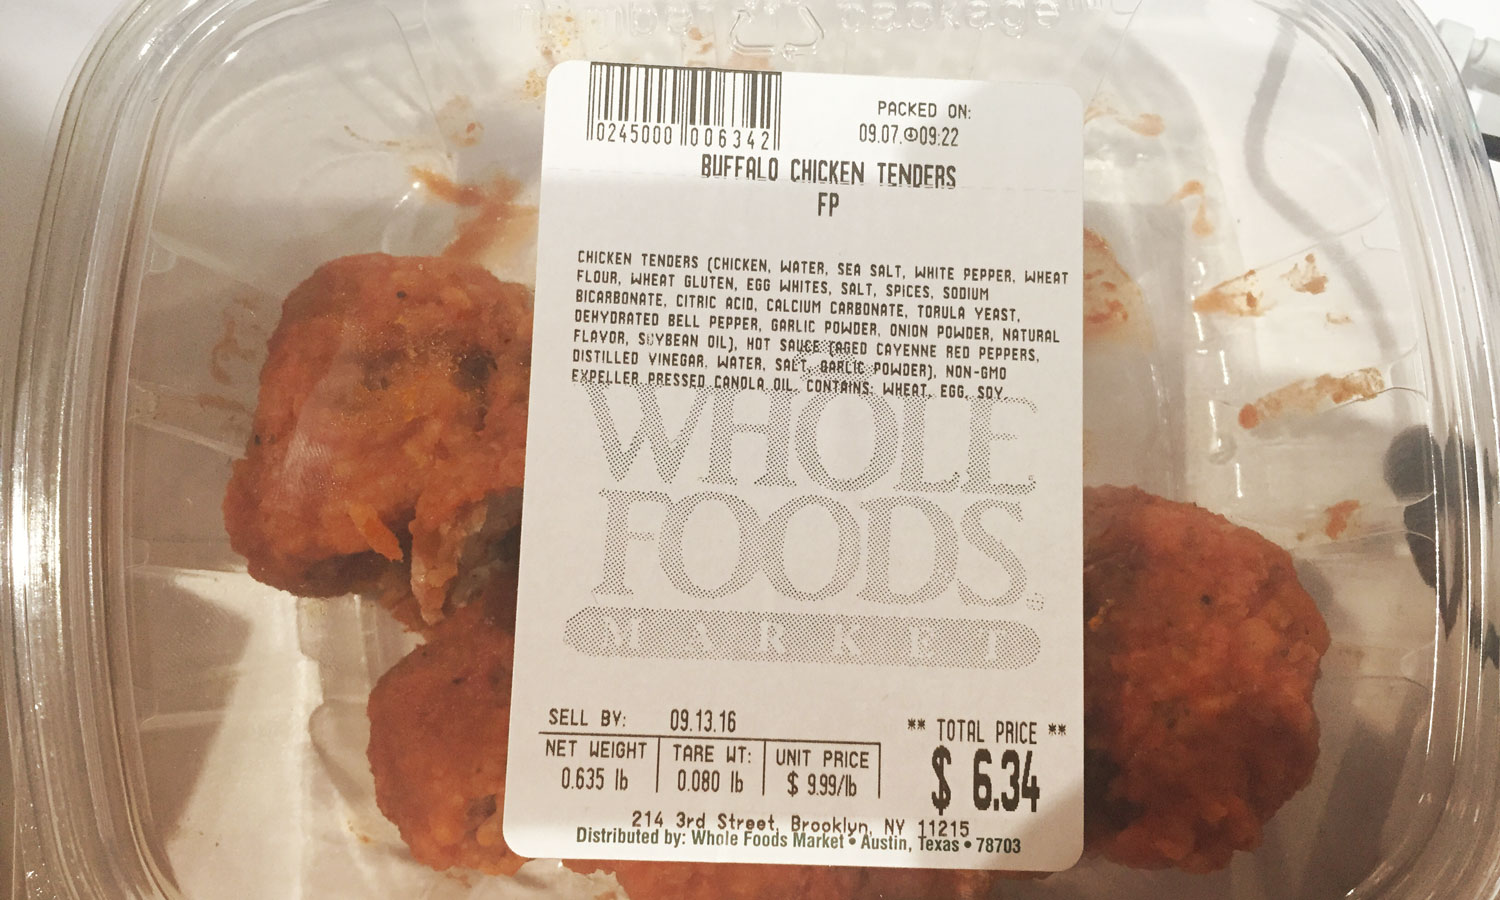 number package
0245000 006342
PACKED ON:
09.07. 09:22
BUFFALO CHICKEN TENDERS
FP
CHICKEN TENDERS (CHICKEN, WATER, SEA SALT, WHITE PEPPER, WHEAT
FLOUR, WHEAT GLUTEN, EGG WHITES, SALT, SPICES, SODIUM
BICARBONATE, CITRIC ACID, CALCIUM CARBONATE, TORULA YEAST,
DEHYDRATED BELL PEPPER, GARLIC POWDER, ONION POWDER, NATURAL
FLAVOR, SOYBEAN OIL), HOT SAUCE (AGED CAYENNE RED PEPPERS,
DISTILLED VINEGAR, WATER, SALT, GARLIC POWDER), NON-GMO
EXPELLER PRESSED CANOLA OIL. CONTAINS: WHEAT, EGG, SOY.
WHOLE
FOODS®
MARKET
SELL BY: 09.13.16
NET WEIGHT TARE WT: UNIT PRICE
0.635 lb 0.080 lb $ 9.99/lb
** TOTAL PRICE **
$ 6.34
214 3rd Street, Brooklyn, NY 11215
Distributed by: Whole Foods Market • Austin, Texas • 78703